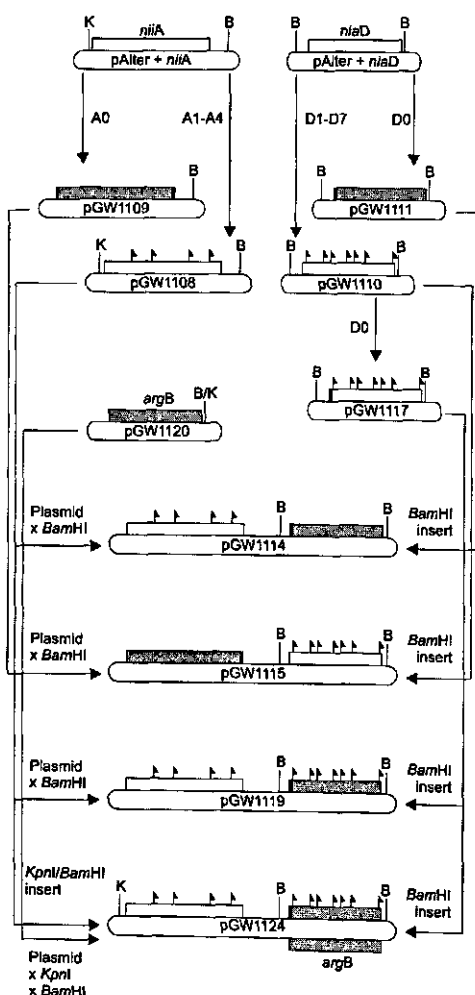 K niiA B
pAlter + niiA
B niaD B
pAlter + niaD
A0 A1-A4 D1-D7 D0
B
pGW1109
B B
pGW1111
K B
pGW1108
B B
pGW1110
D0
B B
pGW1117
argB B/K
pGW1120
Plasmid
x BamHI
B B
pGW1114
BamHI
insert
Plasmid
x BamHI
B B
pGW1115
BamHI
insert
Plasmid
x BamHI
B B
pGW1119
BamHI
insert
KpnI/BamHI
insert
K B B
pGW1124
argB
BamHI
insert
Plasmid
x KpnI
x BamHI